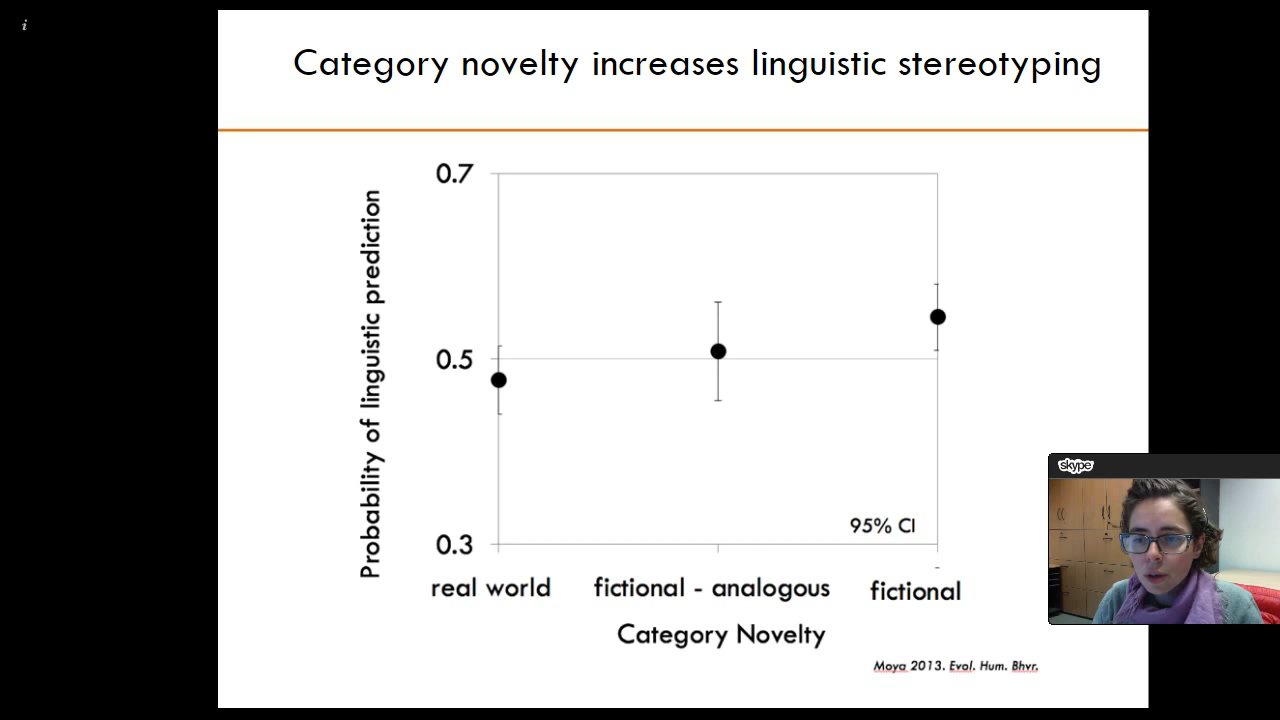 i
Category novelty increases linguistic stereotyping
0.7
0.5
0.3
Probability of linguistic prediction
95% CI
real world
fictional - analogous
fictional
Category Novelty
Moya 2013. Evol. Hum. Bhvr.
skype